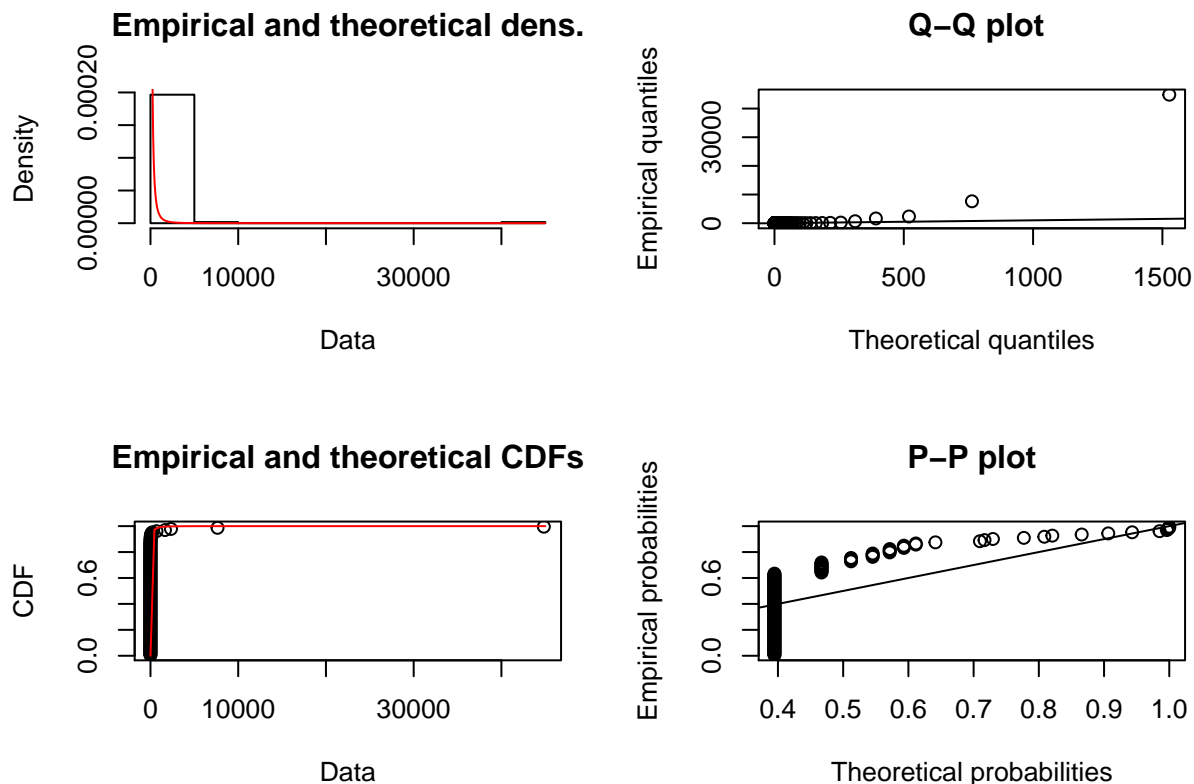 Empirical and theoretical dens.
Density
0.00000 0.00020
0 10000 30000
Data
Q−Q plot
Empirical quantiles
0 30000
0 500 1000 1500
Theoretical quantiles
Empirical and theoretical CDFs
CDF
0.0 0.6
0 10000 30000
Data
P−P plot
Empirical probabilities
0.0 0.6
0.4 0.5 0.6 0.7 0.8 0.9 1.0
Theoretical probabilities